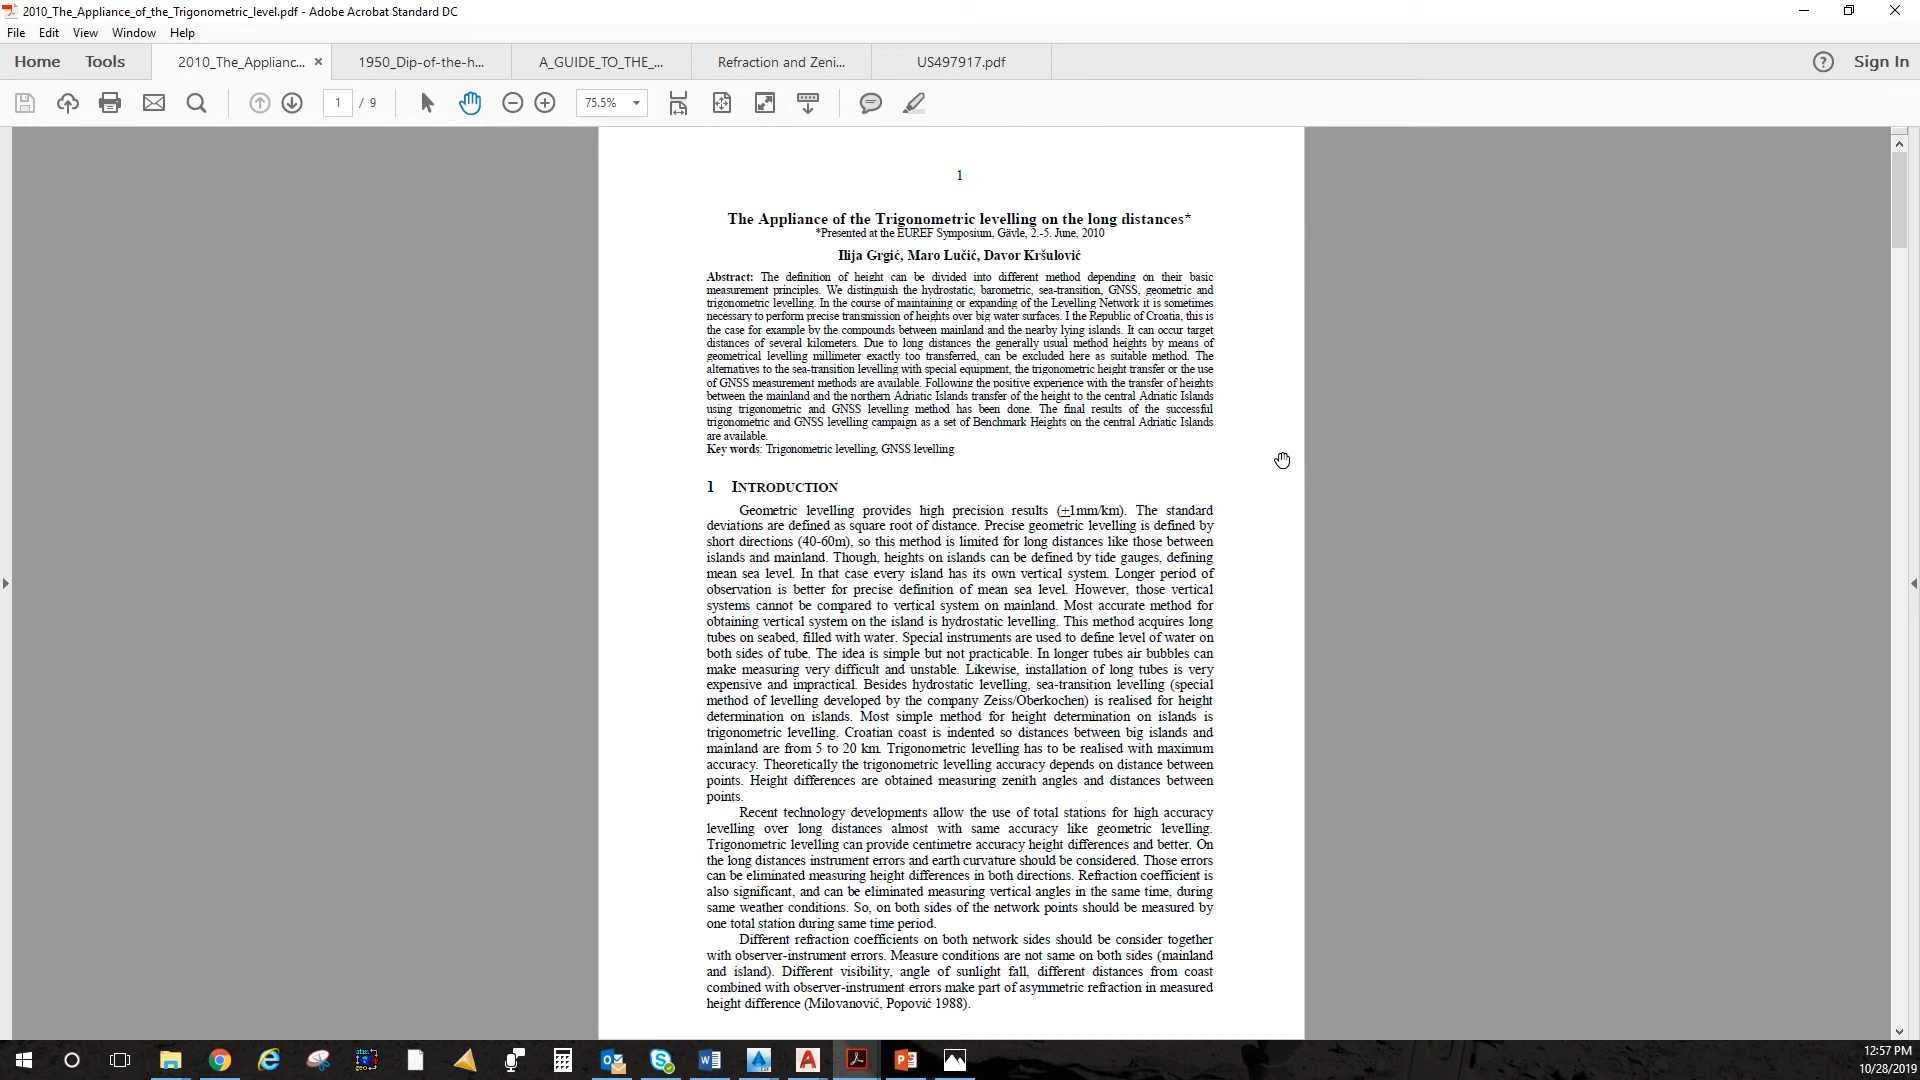 2010_The_Appliance_of_the_Trigonometric_level.pdf - Adobe Acrobat Standard DC
File Edit View Window Help
Home Tools 2010_The_Applianc... × 1950_Dip-of-the-h... A_GUIDE_TO_THE_... Refraction and Zeni... US497917.pdf Sign In
1 / 9 75.5%
1
The Appliance of the Trigonometric levelling on the long distances*
*Presented at the EUREF Symposium, Gävle, 2.-5. June, 2010
Ilija Grgić, Maro Lučić, Davor Kršulović
Abstract: The definition of height can be divided into different method depending on their basic
measurement principles. We distinguish the hydrostatic, barometric, sea-transition, GNSS, geometric and
trigonometric levelling. In the course of maintaining or expanding of the Levelling Network it is sometimes
necessary to perform precise transmission of heights over big water surfaces. I the Republic of Croatia, this is
the case for example by the compounds between mainland and the nearby lying islands. It can occur target
distances of several kilometers. Due to long distances the generally usual method heights by means of
geometrical levelling millimeter exactly too transferred, can be excluded here as suitable method. The
alternatives to the sea-transition levelling with special equipment, the trigonometric height transfer or the use
of GNSS measurement methods are available. Following the positive experience with the transfer of heights
between the mainland and the northern Adriatic Islands transfer of the height to the central Adriatic Islands
using trigonometric and GNSS levelling method has been done. The final results of the successful
trigonometric and GNSS levelling campaign as a set of Benchmark Heights on the central Adriatic Islands
are available.
Key words: Trigonometric levelling, GNSS levelling
1 INTRODUCTION
Geometric levelling provides high precision results (±1mm/km). The standard
deviations are defined as square root of distance. Precise geometric levelling is defined by
short directions (40-60m), so this method is limited for long distances like those between
islands and mainland. Though, heights on islands can be defined by tide gauges, defining
mean sea level. In that case every island has its own vertical system. Longer period of
observation is better for precise definition of mean sea level. However, those vertical
systems cannot be compared to vertical system on mainland. Most accurate method for
obtaining vertical system on the island is hydrostatic levelling. This method acquires long
tubes on seabed, filled with water. Special instruments are used to define level of water on
both sides of tube. The idea is simple but not practicable. In longer tubes air bubbles can
make measuring very difficult and unstable. Likewise, installation of long tubes is very
expensive and impractical. Besides hydrostatic levelling, sea-transition levelling (special
method of levelling developed by the company Zeiss/Oberkochen) is realised for height
determination on islands. Most simple method for height determination on islands is
trigonometric levelling. Croatian coast is indented so distances between big islands and
mainland are from 5 to 20 km. Trigonometric levelling has to be realised with maximum
accuracy. Theoretically the trigonometric levelling accuracy depends on distance between
points. Height differences are obtained measuring zenith angles and distances between
points.
Recent technology developments allow the use of total stations for high accuracy
levelling over long distances almost with same accuracy like geometric levelling.
Trigonometric levelling can provide centimetre accuracy height differences and better. On
the long distances instrument errors and earth curvature should be considered. Those errors
can be eliminated measuring height differences in both directions. Refraction coefficient is
also significant, and can be eliminated measuring vertical angles in the same time, during
same weather conditions. So, on both sides of the network points should be measured by
one total station during same time period.
Different refraction coefficients on both network sides should be consider together
with observer-instrument errors. Measure conditions are not same on both sides (mainland
and island). Different visibility, angle of sunlight fall, different distances from coast
combined with observer-instrument errors make part of asymmetric refraction in measured
height difference (Milovanović, Popović 1988).
12:57 PM
10/28/2019